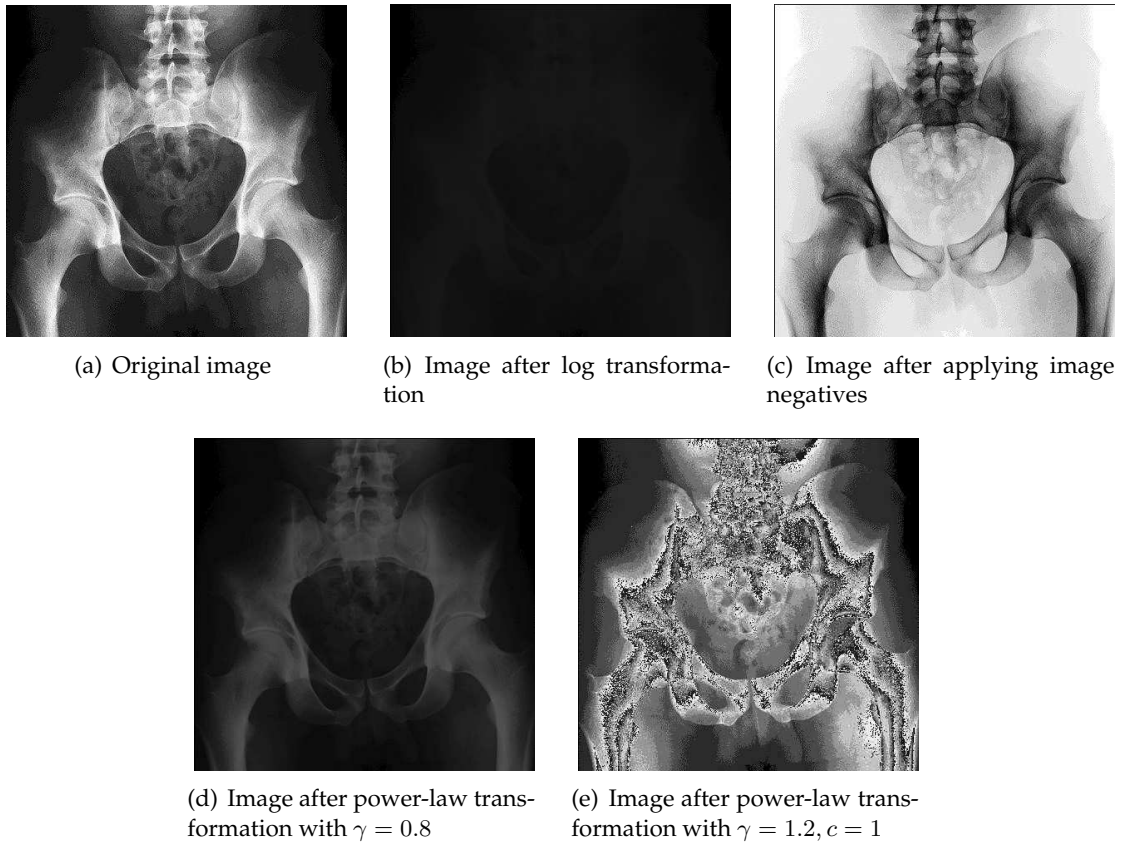 (a) Original image
(b) Image after log transforma-
tion
(c) Image after applying image
negatives
(d) Image after power-law trans-
formation with γ = 0.8
(e) Image after power-law trans-
formation with γ = 1.2, c = 1